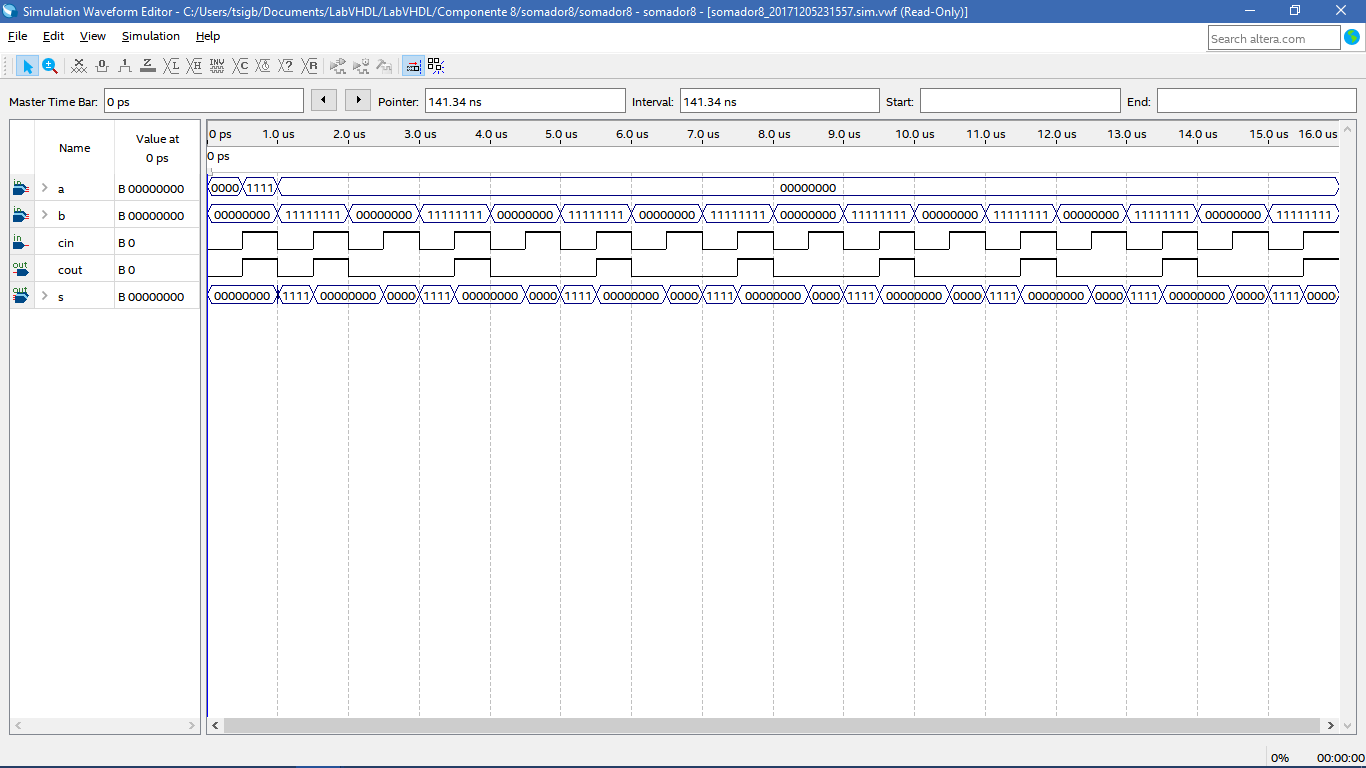 Simulation Waveform Editor - C:/Users/tsigb/Documents/LabVHDL/LabVHDL/Componente 8/somador8/somador8 - somador8 - [somador8_20171205231557.sim.vwf (Read-Only)]
File Edit View Simulation Help Search altera.com
Master Time Bar: 0 ps Pointer: 141.34 ns Interval: 141.34 ns Start: End:
Name Value at 0 ps
0 ps 1.0 us 2.0 us 3.0 us 4.0 us 5.0 us 6.0 us 7.0 us 8.0 us 9.0 us 10.0 us 11.0 us 12.0 us 13.0 us 14.0 us 15.0 us 16.0 us
0 ps
a B 00000000 0000 1111 00000000
b B 00000000 00000000 11111111 00000000 11111111 00000000 11111111 00000000 11111111 00000000 11111111 00000000 11111111 00000000 11111111 00000000 11111111
cin B 0
cout B 0
s B 00000000 00000000 1111 00000000 0000 1111 00000000 0000 1111 00000000 0000 1111 00000000 0000 1111 00000000 0000 1111 00000000 0000 1111 00000000 0000 1111 0000
0% 00:00:00